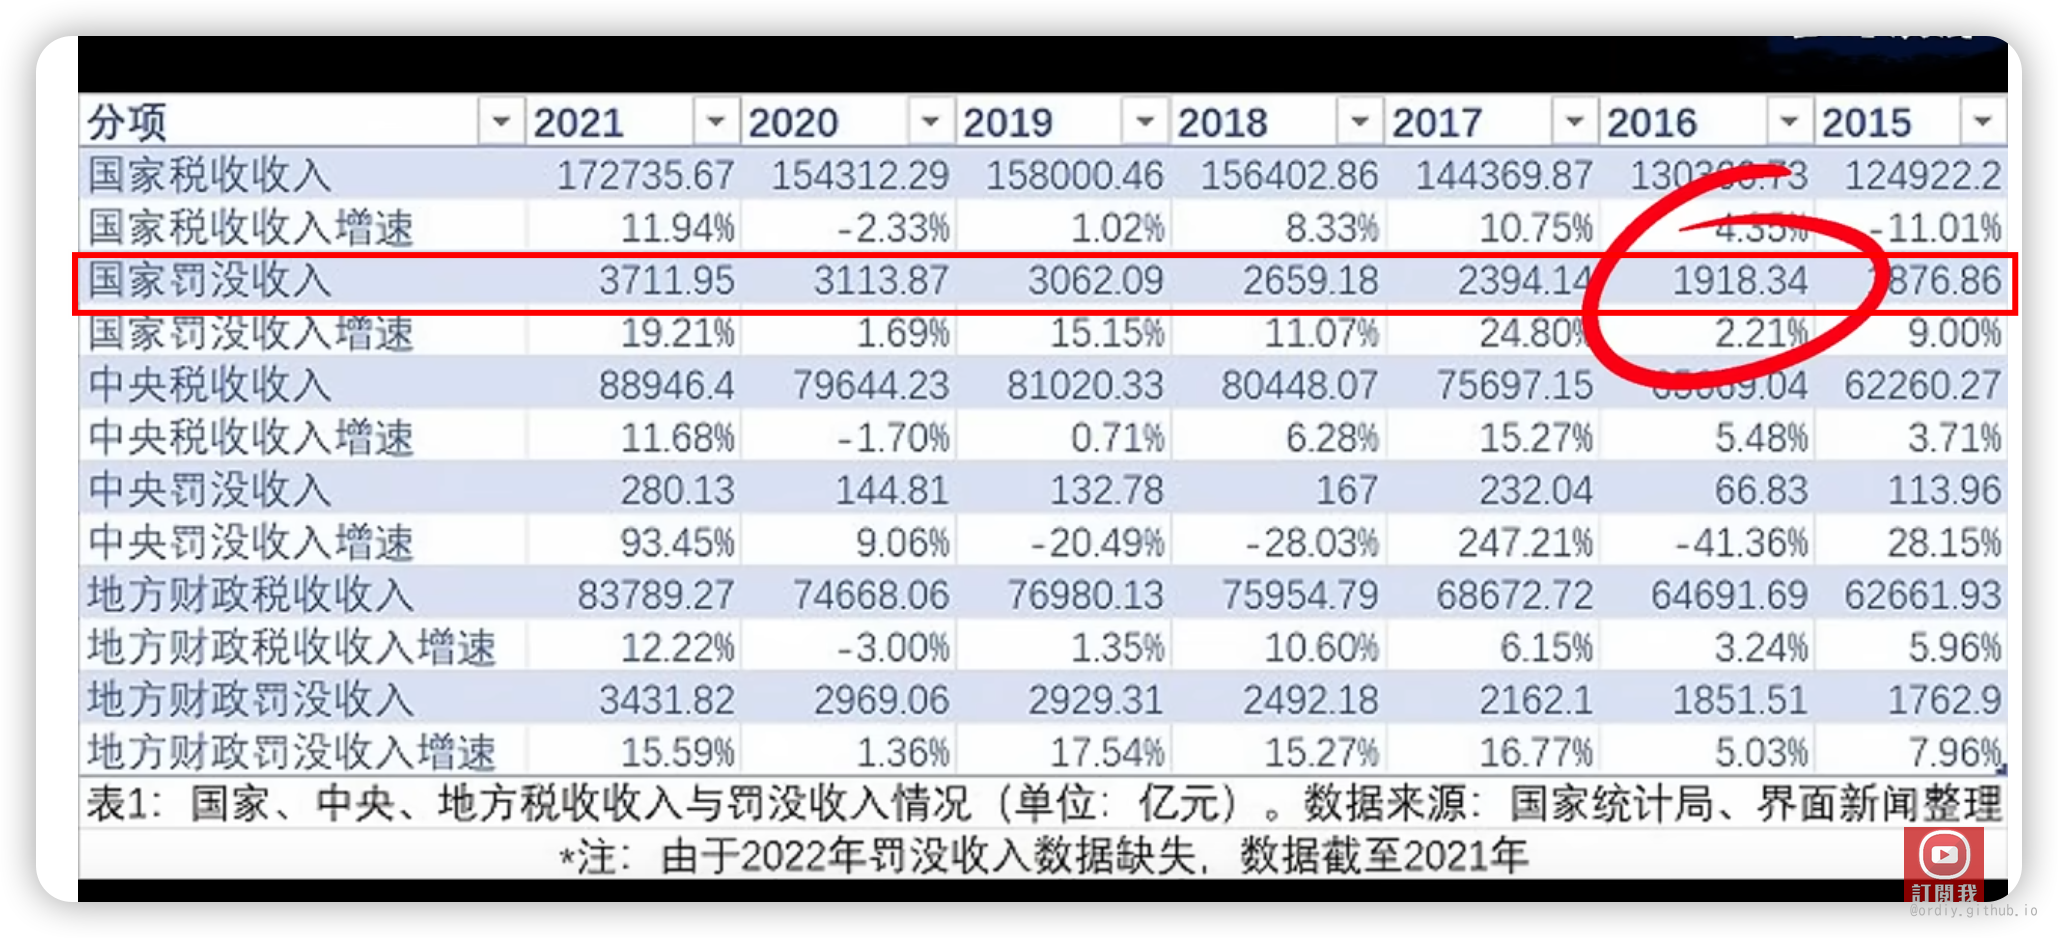 分项 2021 2020 2019 2018 2017 2016 2015
国家税收收入 172735.67 154312.29 158000.46 156402.86 144369.87 124922.2
国家税收收入增速 11.94% -2.33% 1.02% 8.33% 10.75% 4.35% -11.01%
国家罚没收入 3711.95 3113.87 3062.09 2659.18 2394.14 1918.34 1876.86
国家罚没收入增速 19.21% 1.69% 15.15% 11.07% 24.80% 2.21% 9.00%
中央税收收入 88946.4 79644.23 81020.33 80448.07 75697.15 62260.27
中央税收收入增速 11.68% -1.70% 0.71% 6.28% 15.27% 5.48% 3.71%
中央罚没收入 280.13 144.81 132.78 167 232.04 66.83 113.96
中央罚没收入增速 93.45% 9.06% -20.49% -28.03% 247.21% -41.36% 28.15%
地方财政税收收入 83789.27 74668.06 76980.13 75954.79 68672.72 64691.69 62661.93
地方财政税收收入增速 12.22% -3.00% 1.35% 10.60% 6.15% 3.24% 5.96%
地方财政罚没收入 3431.82 2969.06 2929.31 2492.18 2162.1 1851.51 1762.9
地方财政罚没收入增速 15.59% 1.36% 17.54% 15.27% 16.77% 5.03% 7.96%
表1：国家、中央、地方税收收入与罚没收入情况（单位：亿元）。数据来源：国家统计局、界面新闻整理
*注：由于2022年罚没收入数据缺失，数据截至2021年
訂閱我
@ordiy.github.io